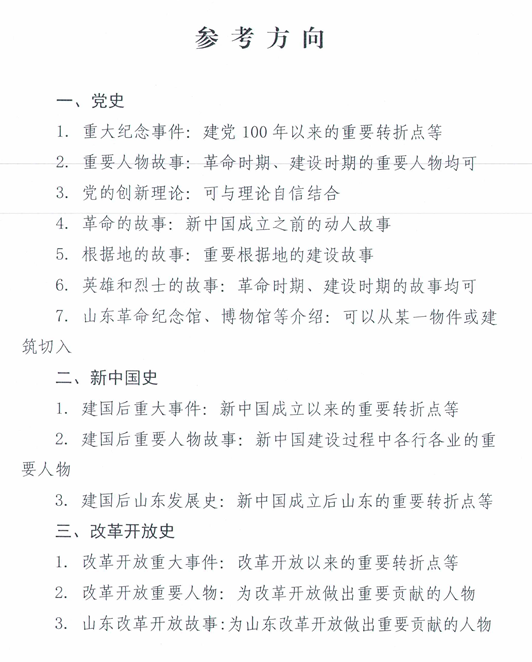 参考方向
一、党史
1. 重大纪念事件：建党 100 年以来的重要转折点等
2. 重要人物故事：革命时期、建设时期的重要人物均可
3. 党的创新理论：可与理论自信结合
4. 革命的故事：新中国成立之前的动人故事
5. 根据地的故事：重要根据地的建设故事
6. 英雄和烈士的故事：革命时期、建设时期的故事均可
7. 山东革命纪念馆、博物馆等介绍：可以从某一物件或建
筑切入
二、新中国史
1. 建国后重大事件：新中国成立以来的重要转折点等
2. 建国后重要人物故事：新中国建设过程中各行各业的重
要人物
3. 建国后山东发展史：新中国成立后山东的重要转折点等
三、改革开放史
1. 改革开放重大事件：改革开放以来的重要转折点等
2. 改革开放重要人物：为改革开放做出重要贡献的人物
3. 山东改革开放故事:为山东改革开放做出重要贡献的人物